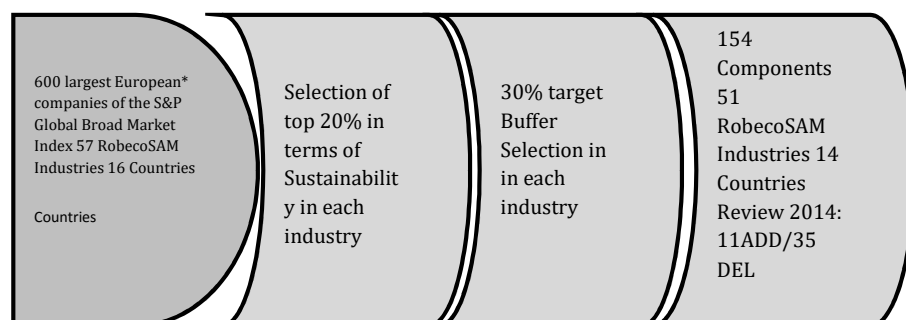 600 largest European*
companies of the S&P
Global Broad Market
Index 57 RobecoSAM
Industries 16 Countries
Countries
Selection of
top 20% in
terms of
Sustainabilit
y in each
industry
30% target
Buffer
Selection in
in each
industry
154
Components
51
RobecoSAM
Industries 14
Countries
Review 2014:
11ADD/35
DEL